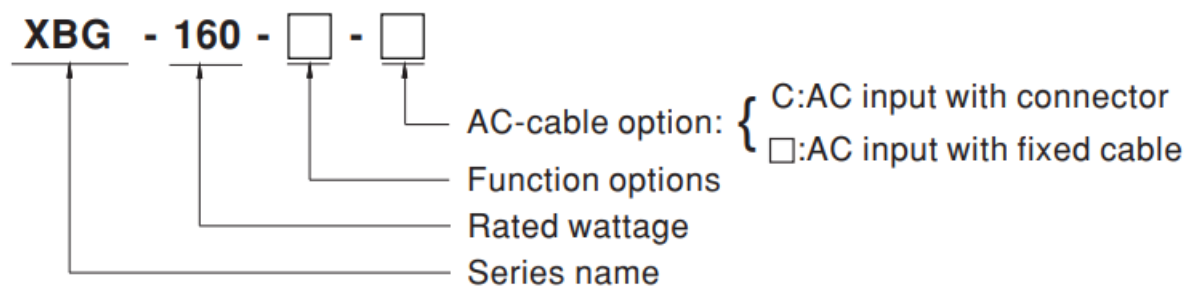 XBG - 160 - □ - □
AC-cable option: { C:AC input with connector
□:AC input with fixed cable
Function options
Rated wattage
Series name